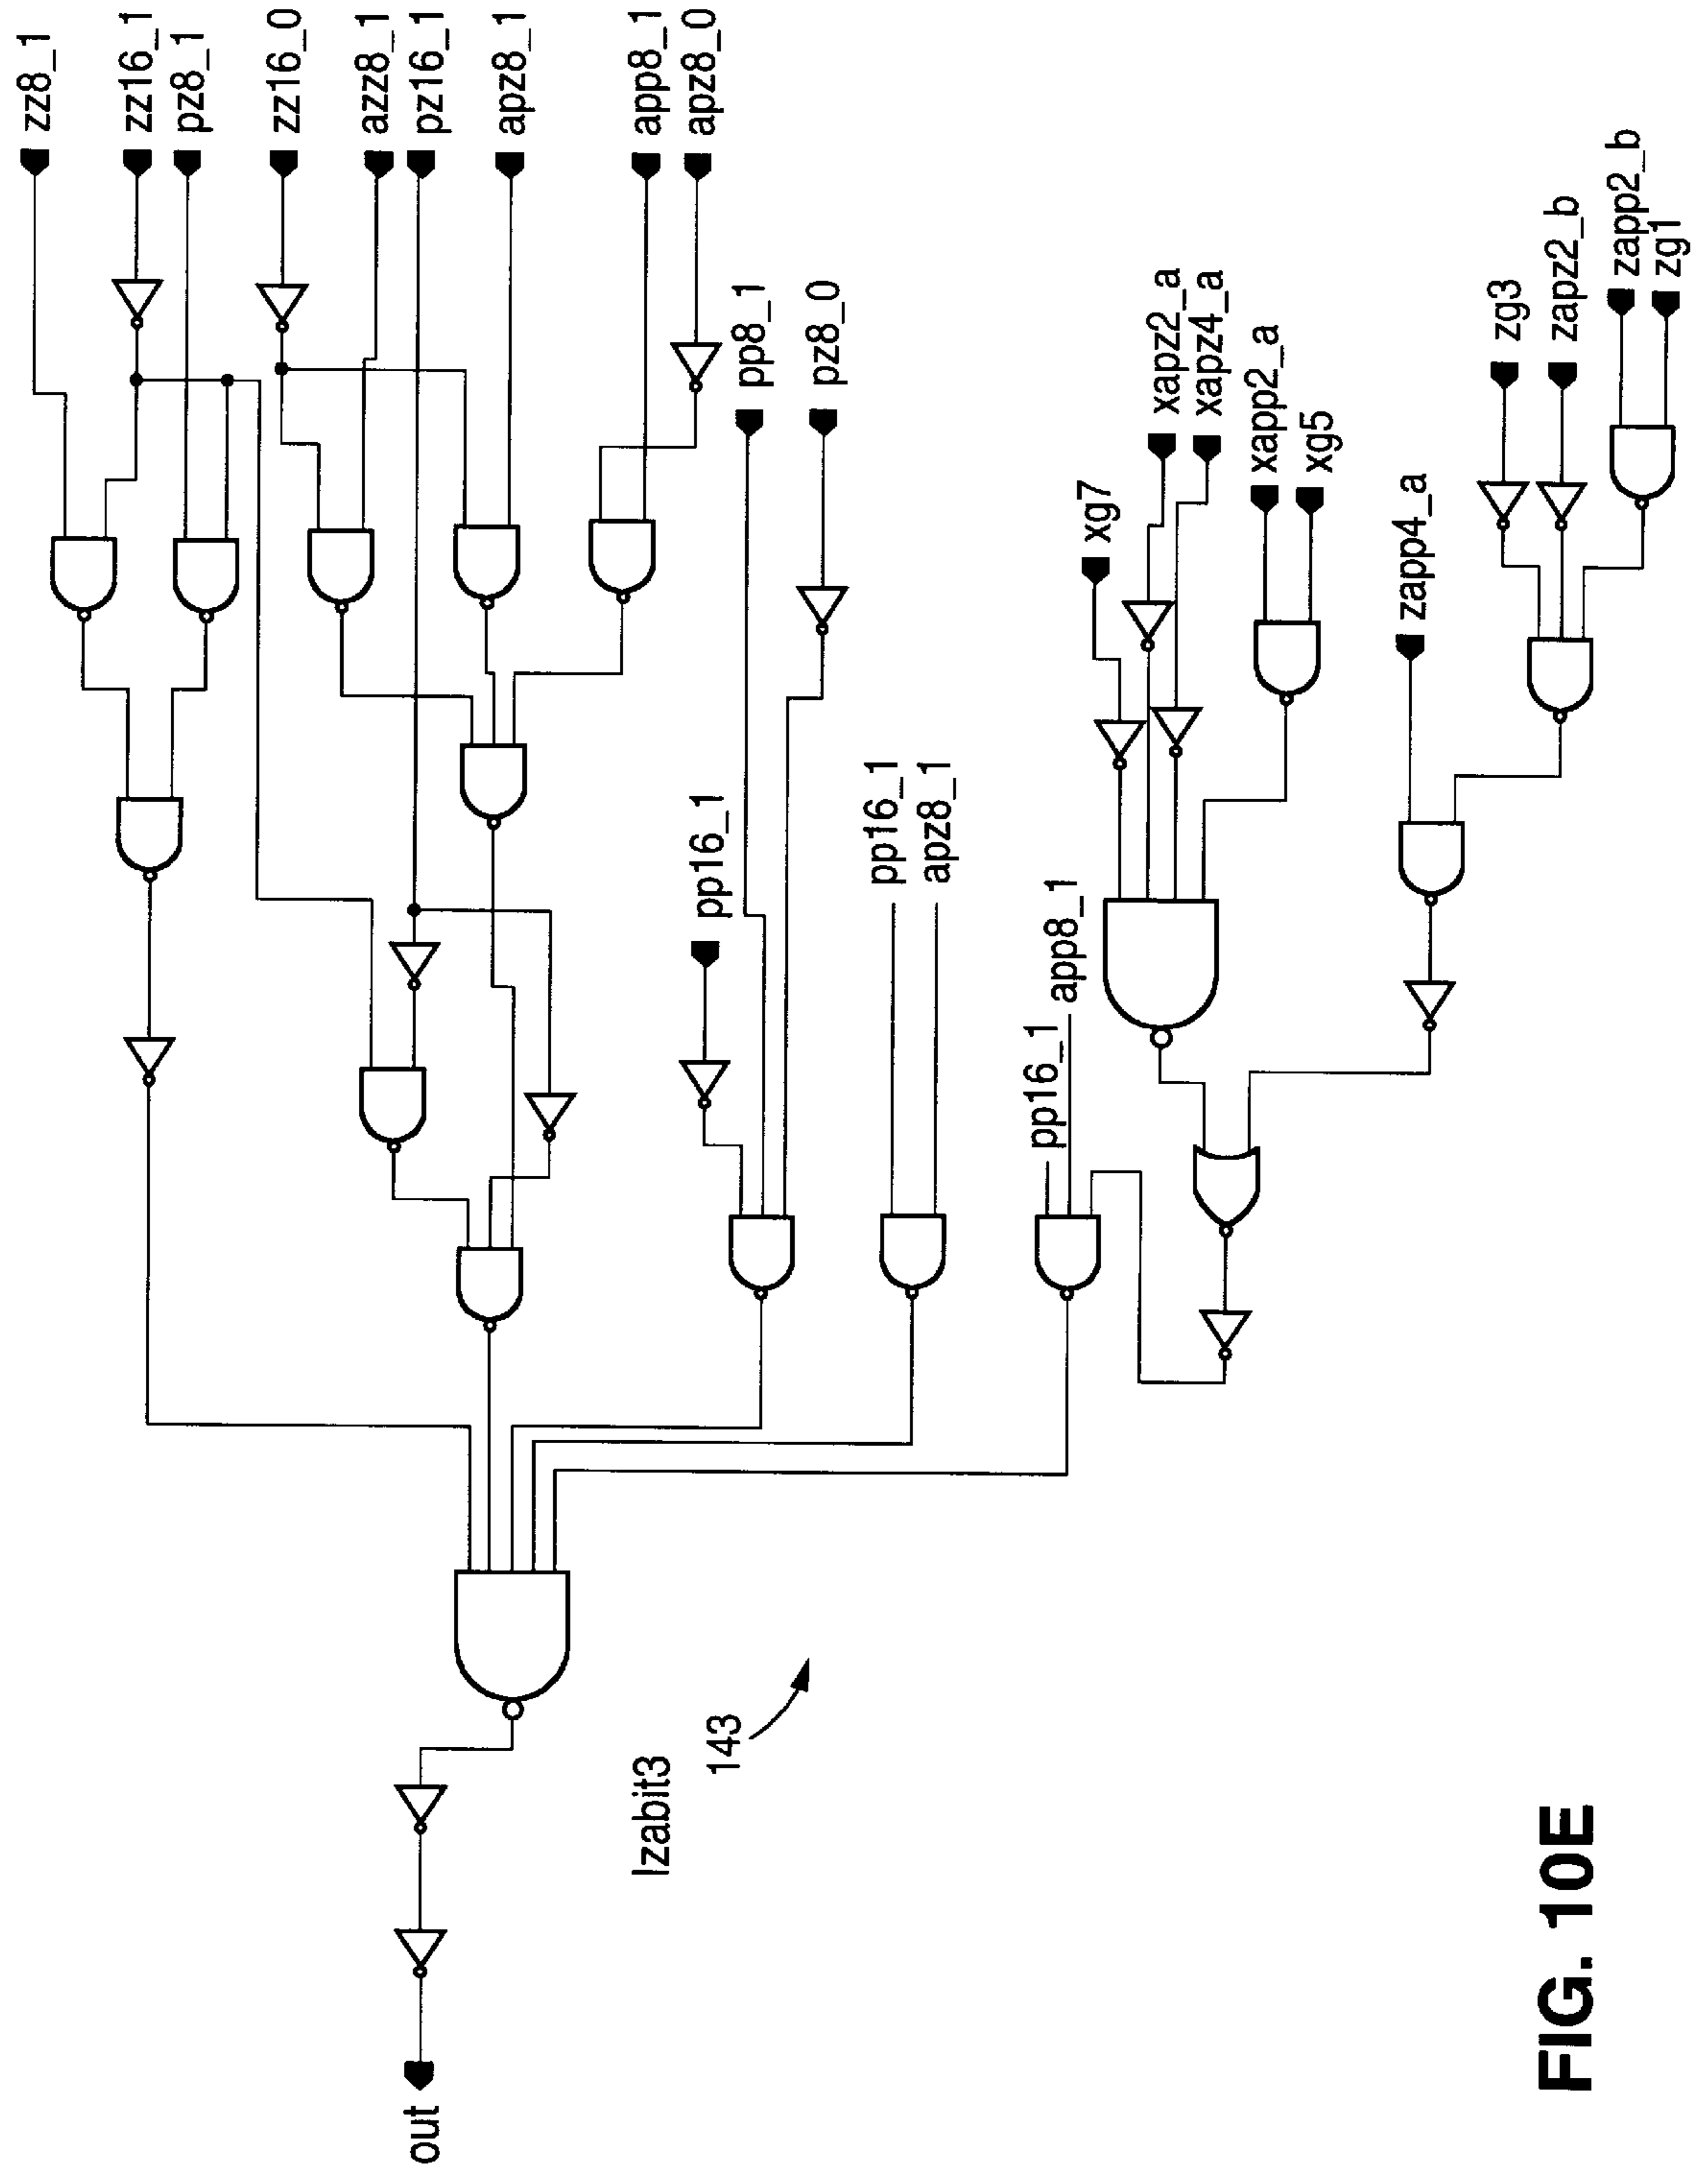 zz8_1
zz16_1
pz8_1
zz16_0
azz8_1
pz16_1
apz8_1
app8_1
apz8_0
pp8_1
pz8_0
pp16_1
pp16_1
apz8_1
pp16_1
app8_1
xg7
xapz2_a
xapz4_a
xapp2_a
xg5
zapp4_a
zg3
zapz2_b
zapp2_b
zg1
out
lzabit3
143
FIG. 10E